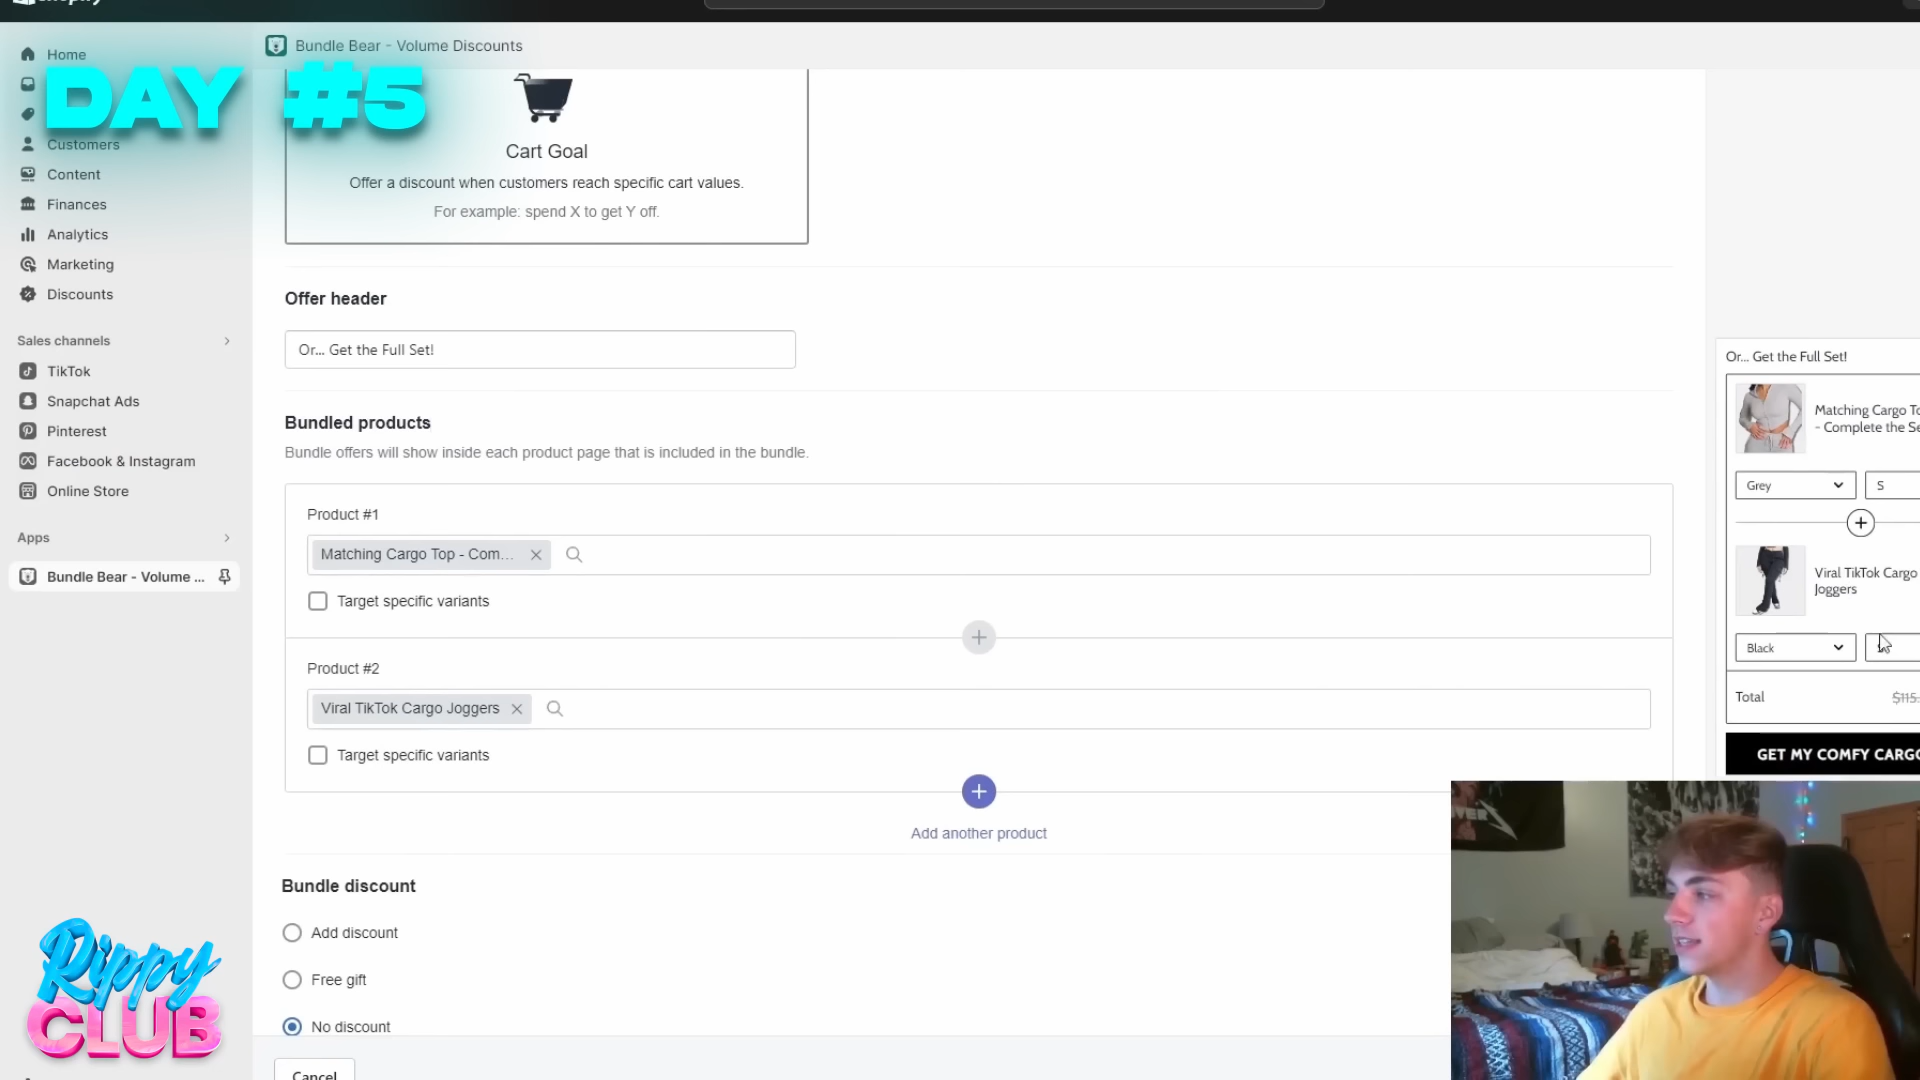 Bundle Bear - Volume Discounts
Home
DAY #5
Customers
Content
Finances
Analytics
Marketing
Discounts
Sales channels
TikTok
Snapchat Ads
Pinterest
Facebook & Instagram
Online Store
Apps
Bundle Bear - Volume ...
Cart Goal
Offer a discount when customers reach specific cart values.
For example: spend X to get Y off.
Offer header
Or... Get the Full Set!
Bundled products
Bundle offers will show inside each product page that is included in the bundle.
Product #1
Matching Cargo Top - Com...
Target specific variants
Product #2
Viral TikTok Cargo Joggers
Target specific variants
Add another product
Bundle discount
Add discount
Free gift
No discount
Cancel
Or... Get the Full Set!
Matching Cargo To
- Complete the Se
Grey
S
Viral TikTok Cargo
Joggers
Black
Total
$115.
GET MY COMFY CARGO
Rippy
CLUB